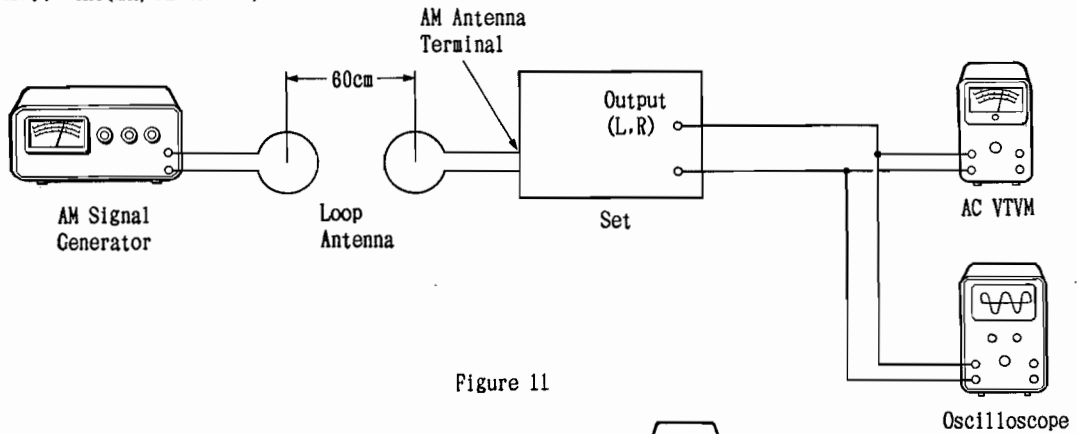 AM Antenna
Terminal
60cm
Output
(L,R)
AM Signal
Generator
Loop
Antenna
Set
AC VTVM
Figure 11
Oscilloscope